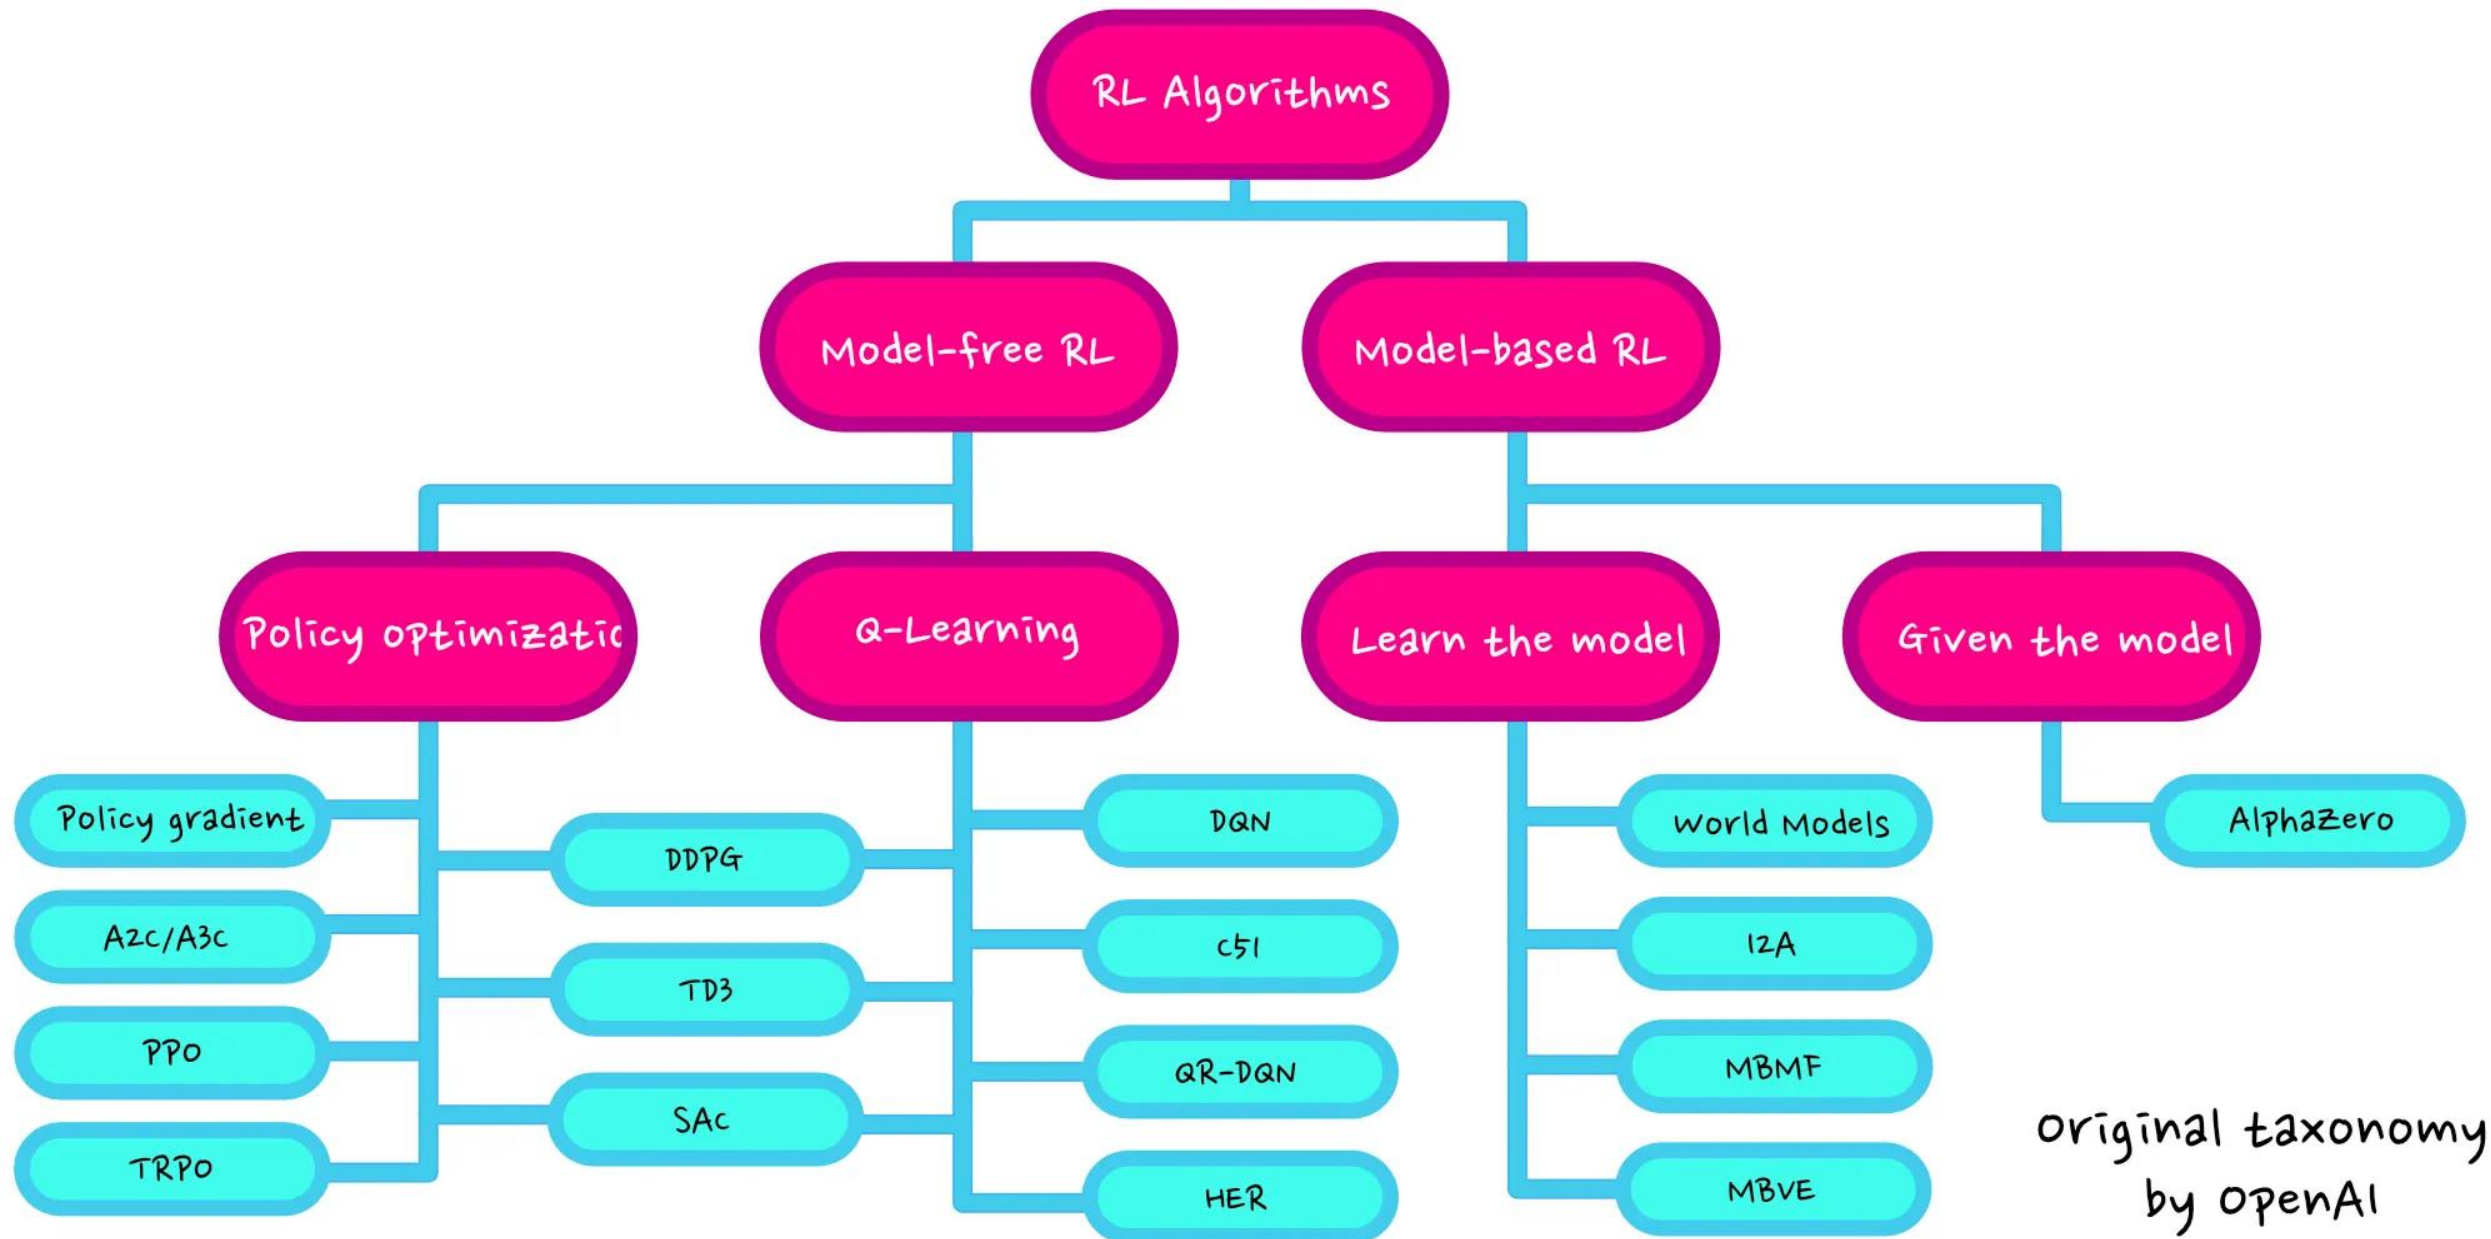 RL Algorithms
Model-free RL
Model-based RL
Policy optimizatio
Q-Learning
Learn the model
Given the model
Policy gradient
A2C/A3C
PPO
TRPO
DDPG
TD3
SAC
DQN
C51
QR-DQN
HER
World Models
I2A
MBMF
MBVE
AlphaZero
Original taxonomy
by OpenAI